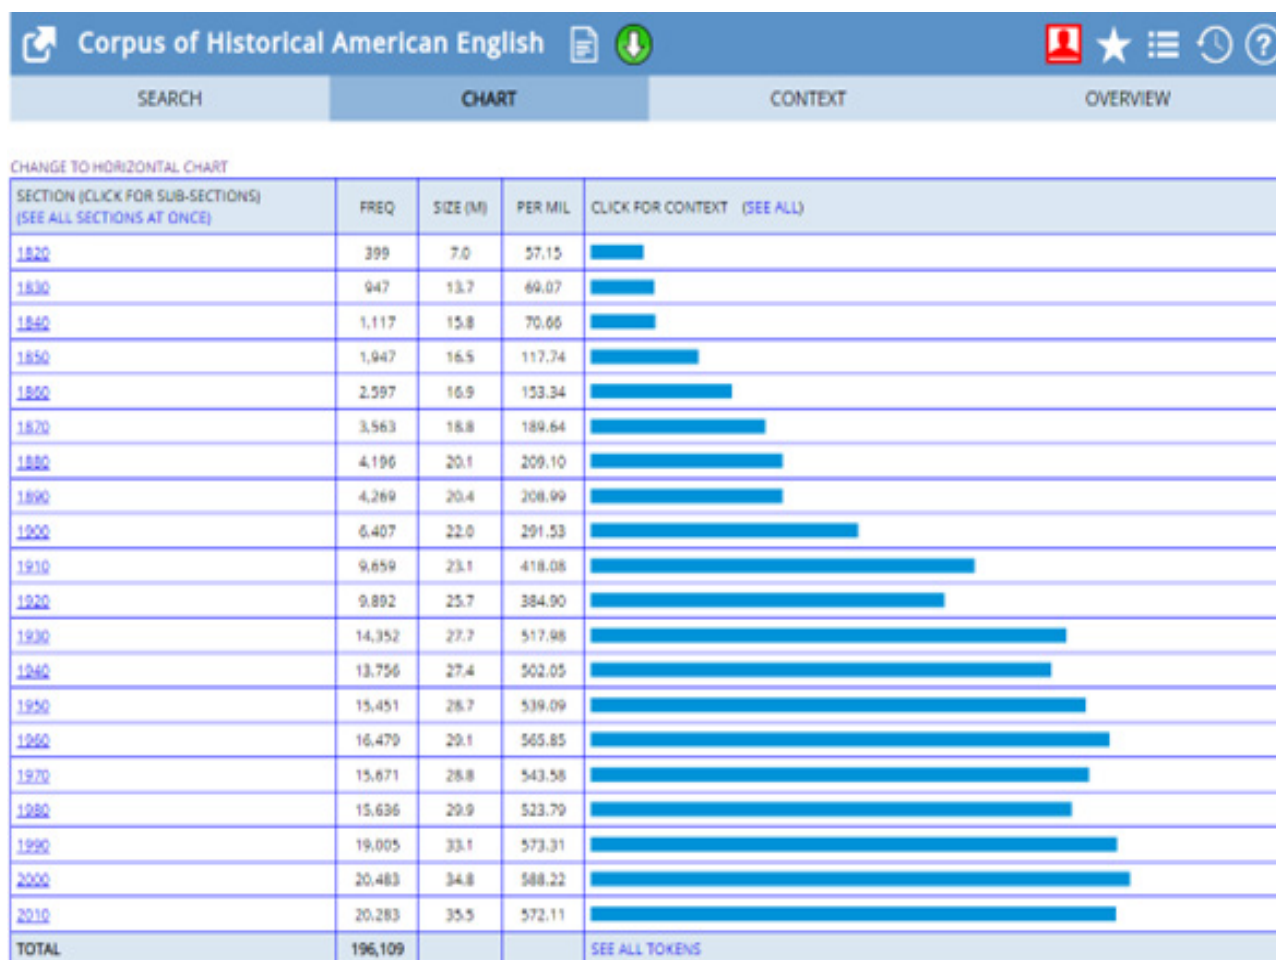 Corpus of Historical American English
SEARCH CHART CONTEXT OVERVIEW
CHANGE TO HORIZONTAL CHART
SECTION (CLICK FOR SUB-SECTIONS)
(SEE ALL SECTIONS AT ONCE) FREQ SIZE (M) PER MIL CLICK FOR CONTEXT (SEE ALL)
1820 399 7.0 57.15
1830 947 13.7 69.07
1840 1,117 15.8 70.66
1850 1,947 16.5 117.74
1860 2,597 16.9 153.34
1870 3,563 18.8 189.64
1880 4,196 20.1 209.10
1890 4,269 20.4 208.99
1900 6,407 22.0 291.53
1910 9,659 23.1 418.08
1920 9,892 25.7 384.90
1930 14,352 27.7 517.98
1940 13,756 27.4 502.05
1950 15,451 28.7 539.09
1960 16,479 29.1 565.85
1970 15,671 28.8 543.58
1980 15,636 29.9 523.79
1990 19,005 33.1 573.31
2000 20,483 34.8 588.22
2010 20,283 35.5 572.11
TOTAL 196,109 SEE ALL TOKENS